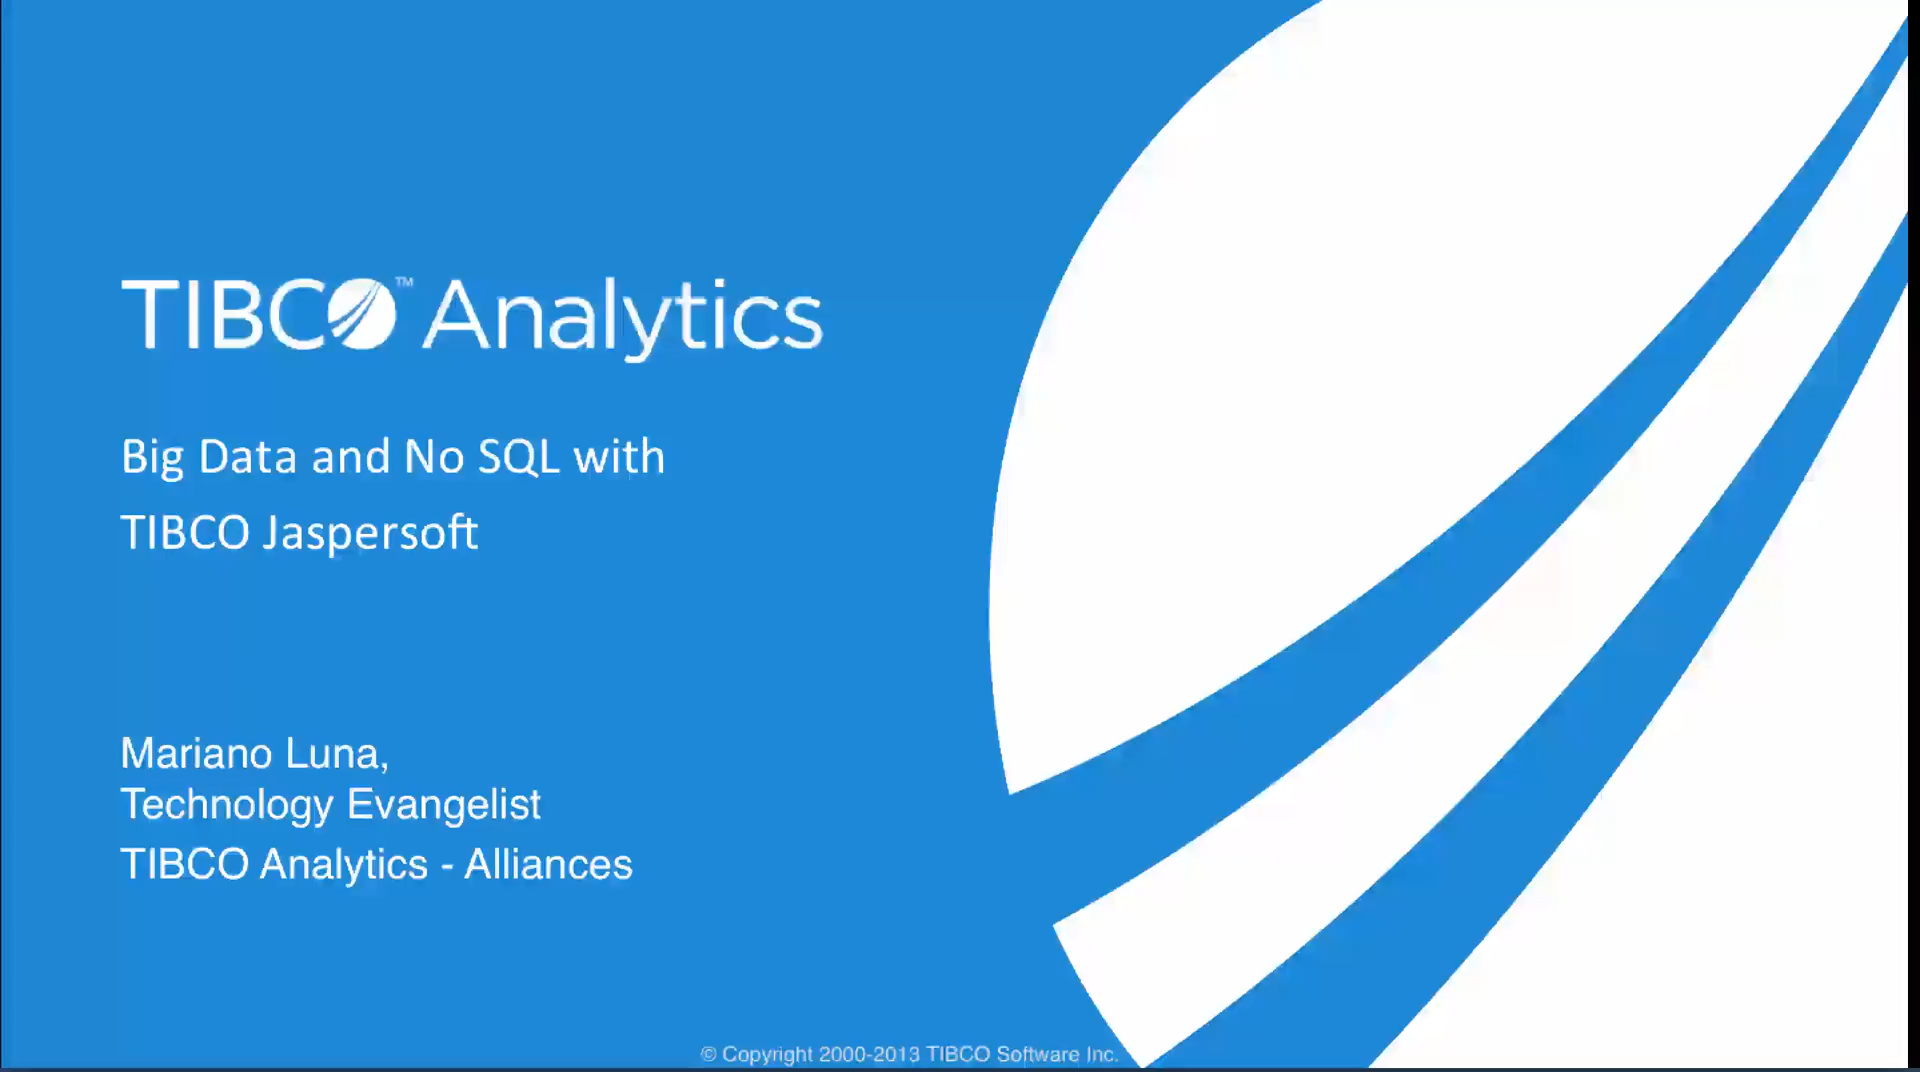 TIBCO™ Analytics
Big Data and No SQL with
TIBCO Jaspersoft
Mariano Luna,
Technology Evangelist
TIBCO Analytics - Alliances
© Copyright 2000-2013 TIBCO Software Inc.